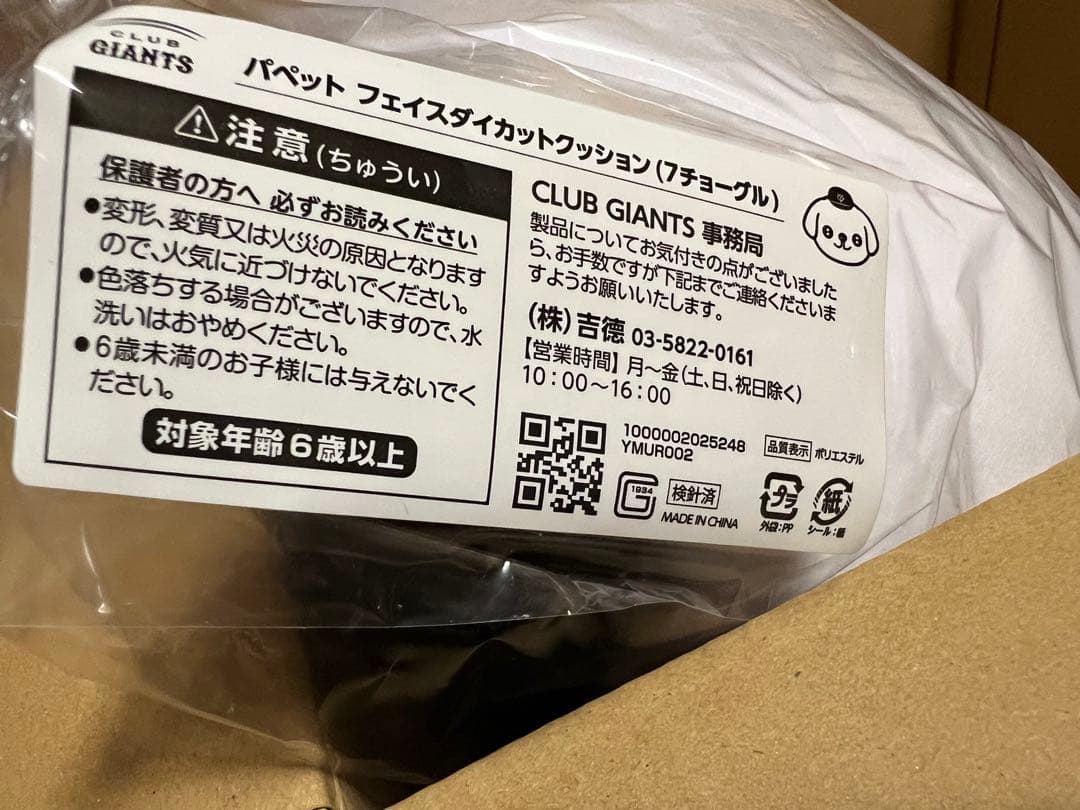 CLUB
GIANTS
パペット フェイスダイカットクッション(7チョーグル)
注意(ちゅうい)
保護者の方へ 必ずお読みください
●変形、変質又は火災の原因となります
ので、火気に近づけないでください。
●色落ちする場合がございますので、水
洗いはおやめください。
●6歳未満のお子様には与えないでく
ださい。
対象年齢6歳以上
CLUB GIANTS 事務局
製品についてお気付きの点がございました
ら、お手数ですが下記までご連絡くださいま
すようお願いいたします。
(株)吉德 03-5822-0161
【営業時間】月~金(土、日、祝日除く)
10:00~16:00
1000002025248
YMUR002
品質表示 ポリエステル
1934
検針済
MADE IN CHINA
プラ
外袋:PP
紙
シール:紙